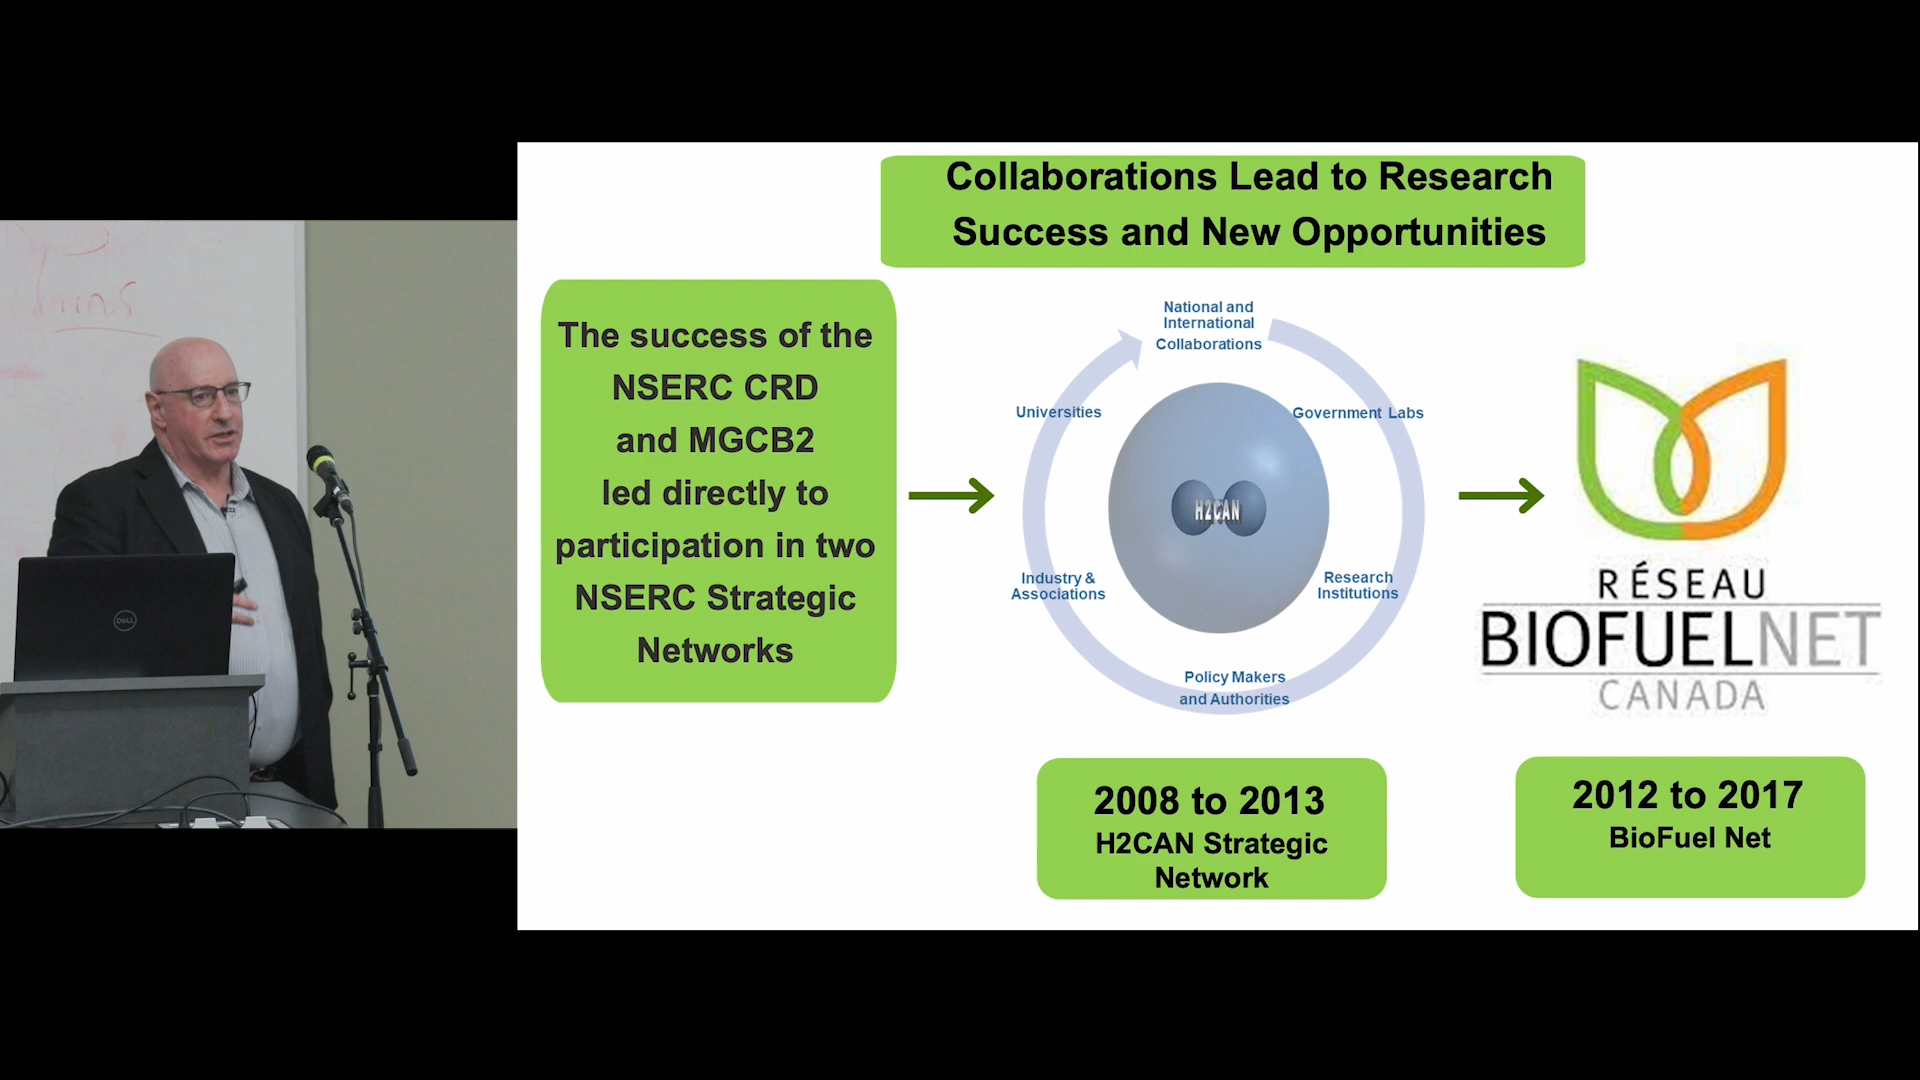 Collaborations Lead to Research
Success and New Opportunities
The success of the
NSERC CRD
and MGCB2
led directly to
participation in two
NSERC Strategic
Networks
National and
International
Collaborations
Universities
Government Labs
H2CAN
Industry &
Associations
Research
Institutions
Policy Makers
and Authorities
RÉSEAU
BIOFUELNET
CANADA
2008 to 2013
H2CAN Strategic
Network
2012 to 2017
BioFuel Net
DELL